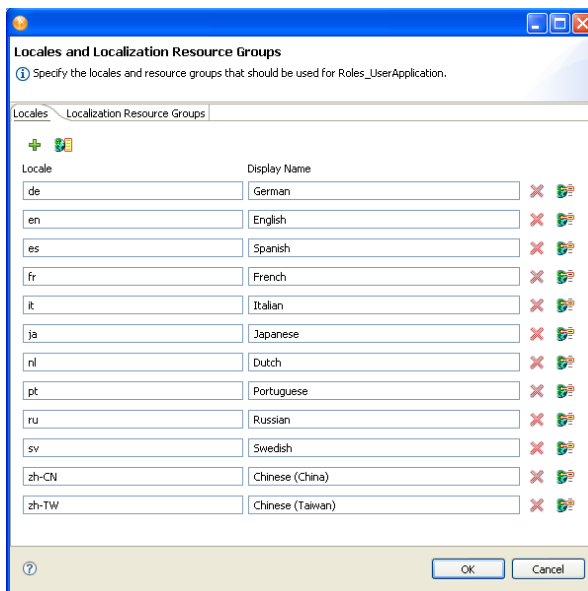 Locales and Localization Resource Groups
Specify the locales and resource groups that should be used for Roles_UserApplication.
Locales Localization Resource Groups
Locale Display Name
de German
en English
es Spanish
fr French
it Italian
ja Japanese
nl Dutch
pt Portuguese
ru Russian
sv Swedish
zh-CN Chinese (China)
zh-TW Chinese (Taiwan)
OK Cancel